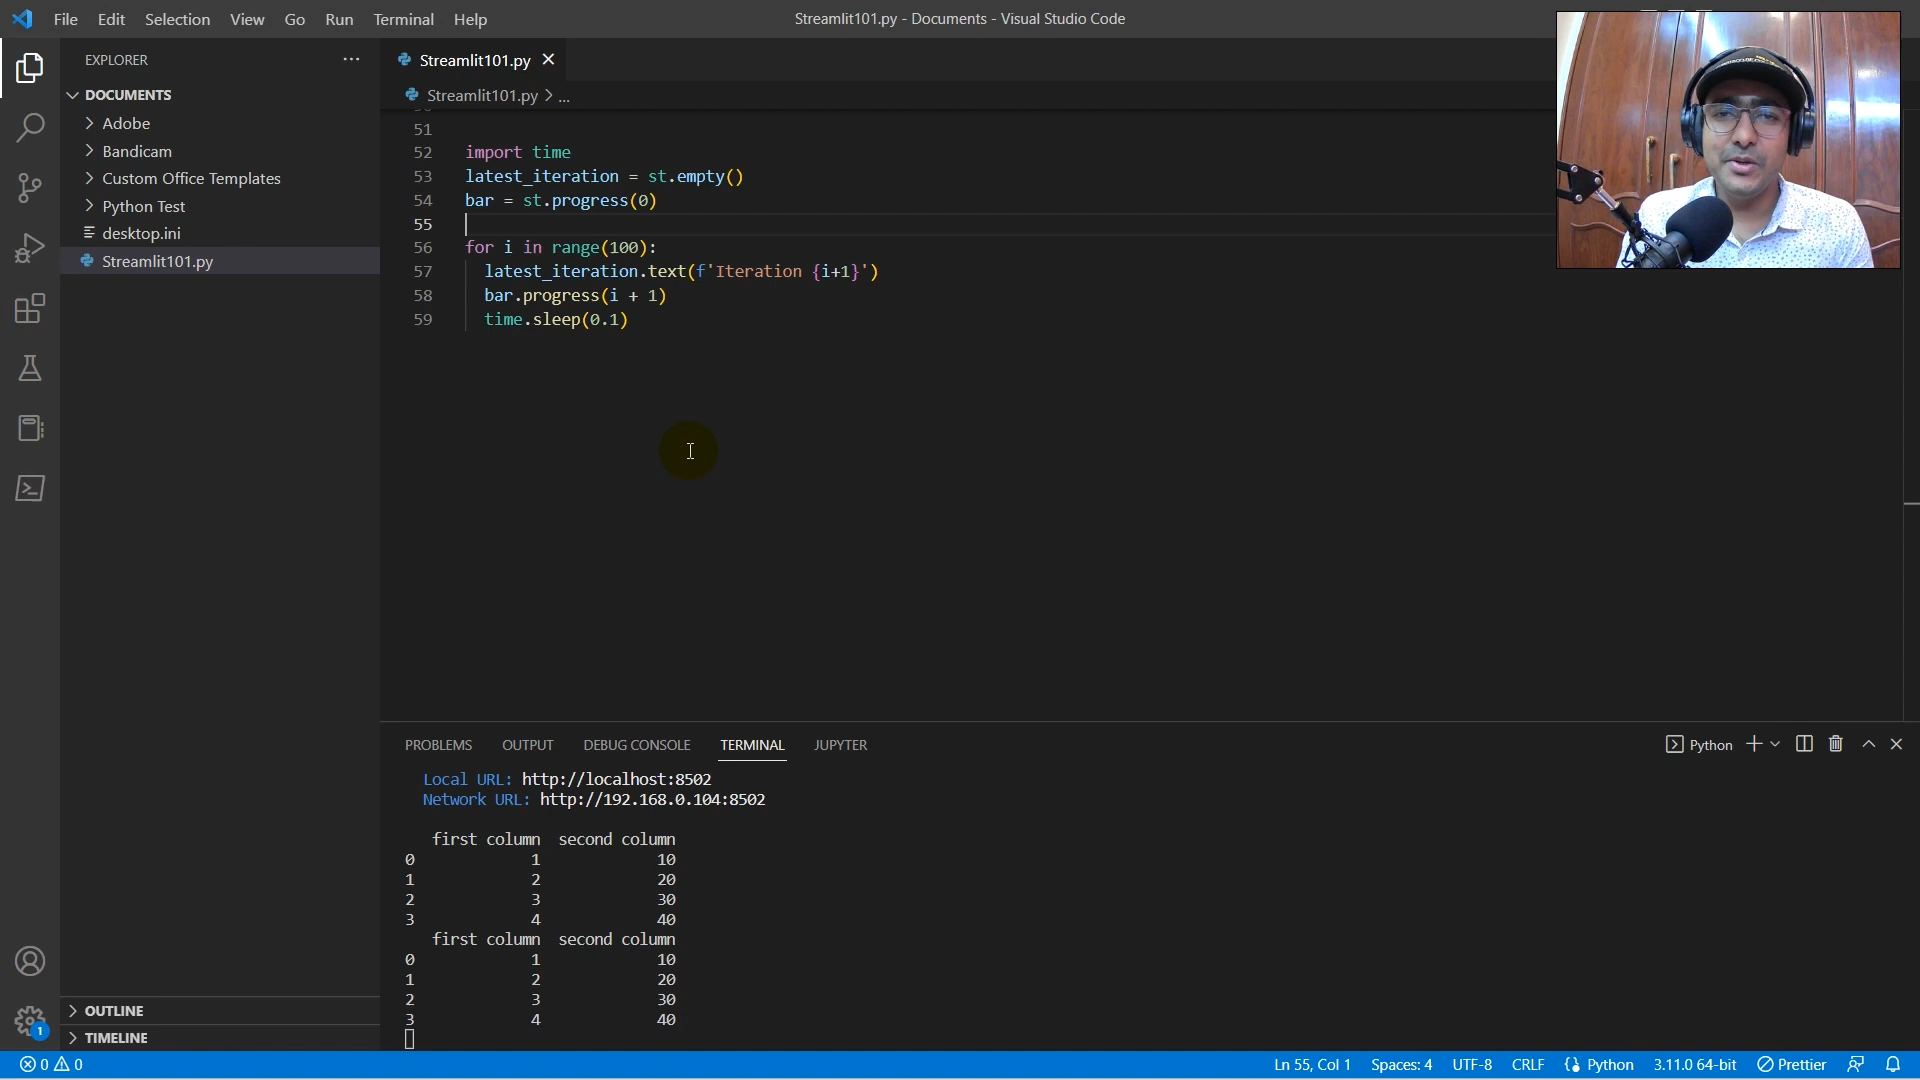 File Edit Selection View Go Run Terminal Help
Streamlit101.py - Documents - Visual Studio Code
EXPLORER
DOCUMENTS
Adobe
Bandicam
Custom Office Templates
Python Test
desktop.ini
Streamlit101.py
OUTLINE
TIMELINE
Streamlit101.py
Streamlit101.py > ...
51
52 import time
53 latest_iteration = st.empty()
54 bar = st.progress(0)
55
56 for i in range(100):
57 latest_iteration.text(f'Iteration {i+1}')
58 bar.progress(i + 1)
59 time.sleep(0.1)
PROBLEMS OUTPUT DEBUG CONSOLE TERMINAL JUPYTER
Python
Local URL: http://localhost:8502
Network URL: http://192.168.0.104:8502
first column second column
0 1 10
1 2 20
2 3 30
3 4 40
first column second column
0 1 10
1 2 20
2 3 30
3 4 40
1
0 0
Ln 55, Col 1 Spaces: 4 UTF-8 CRLF Python 3.11.0 64-bit Prettier